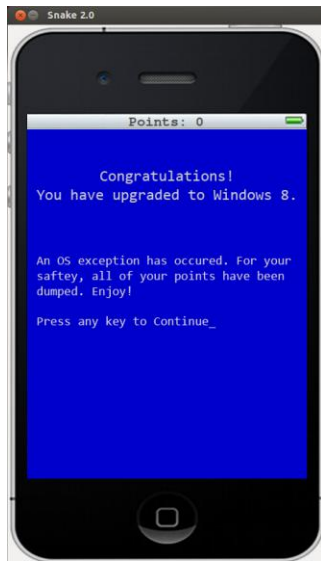 Snake 2.0
Points: 0
Congratulations!
You have upgraded to Windows 8.
An OS exception has occured. For your
saftey, all of your points have been
dumped. Enjoy!
Press any key to Continue_